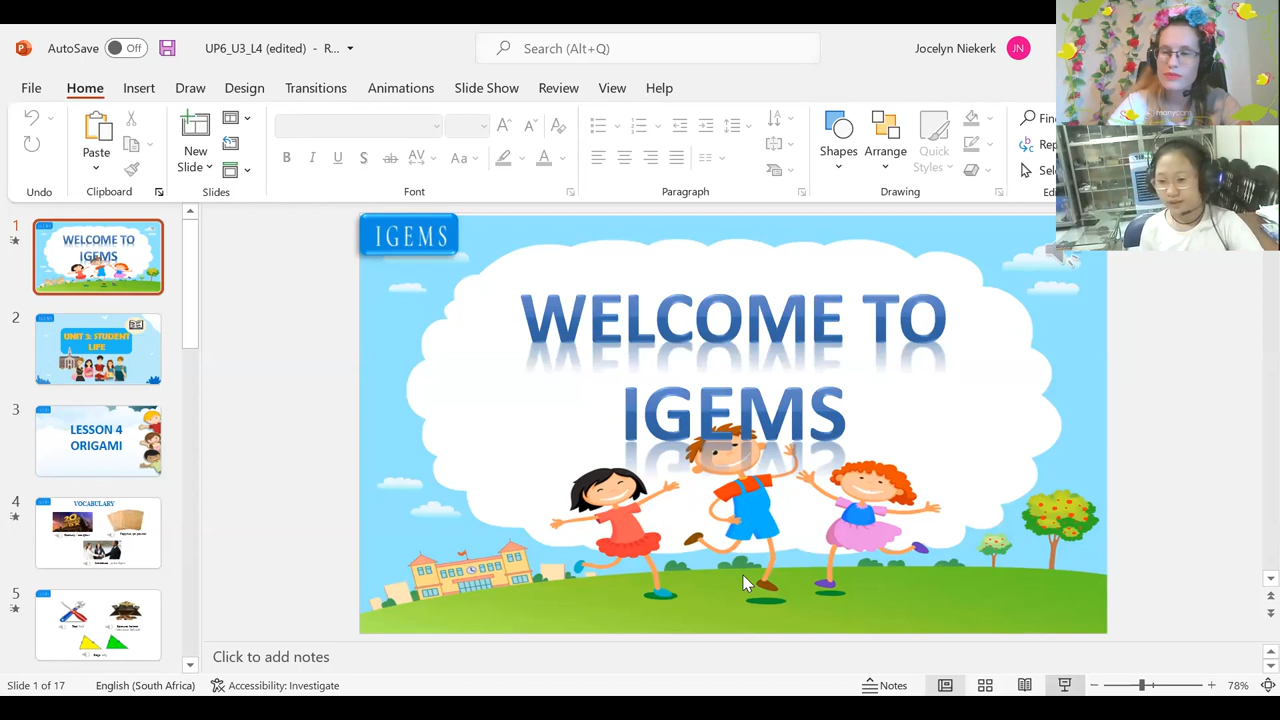 AutoSave Off UP6_U3_L4 (edited) - R... Search (Alt+Q) Jocelyn Niekerk JN
File Home Insert Draw Design Transitions Animations Slide Show Review View Help
Paste New Slide Shapes Arrange Quick Styles
Undo Clipboard Slides Font Paragraph Drawing
manycam
1
IGEMS
WELCOME TO
IGEMS
2
UNIT 3: STUDENT
LIFE
3
LESSON 4
ORIGAMI
4
VOCABULARY
5
IGEMS
WELCOME TO
IGEMS
Click to add notes
Slide 1 of 17 English (South Africa) Accessibility: Investigate Notes 78%